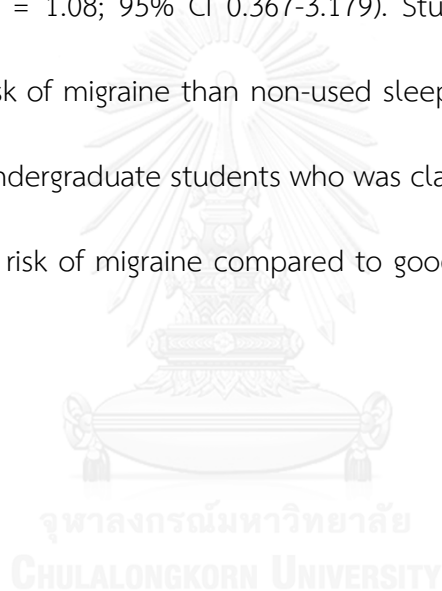 = 1.08; 95% CI 0.367-3.179). Stu
sk of migraine than non-used sleep
ndergraduate students who was cla
risk of migraine compared to good
จุฬาลงกรณ์มหาวิทยาลัย
CHULALONGKORN UNIVERSITY